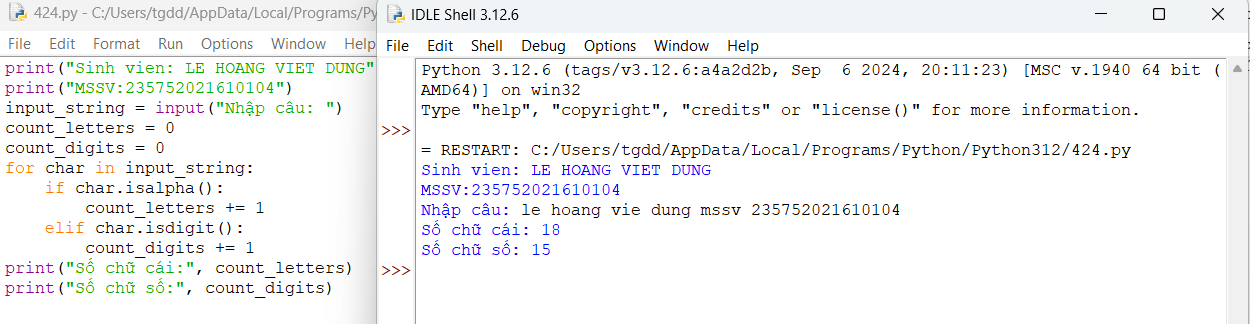 424.py - C:/Users/tgdd/AppData/Local/Programs/Py
File Edit Format Run Options Window Help
print("Sinh vien: LE HOANG VIET DUNG"
print("MSSV:235752021610104")
input_string = input("Nhập câu: ")
count_letters = 0
count_digits = 0
for char in input_string:
    if char.isalpha():
        count_letters += 1
    elif char.isdigit():
        count_digits += 1
print("Số chữ cái:", count_letters)
print("Số chữ số:", count_digits)
IDLE Shell 3.12.6
File Edit Shell Debug Options Window Help
Python 3.12.6 (tags/v3.12.6:a4a2d2b, Sep  6 2024, 20:11:23) [MSC v.1940 64 bit (
AMD64)] on win32
Type "help", "copyright", "credits" or "license()" for more information.
>>>
= RESTART: C:/Users/tgdd/AppData/Local/Programs/Python/Python312/424.py
Sinh vien: LE HOANG VIET DUNG
MSSV:235752021610104
Nhập câu: le hoang vie dung mssv 235752021610104
Số chữ cái: 18
Số chữ số: 15
>>>